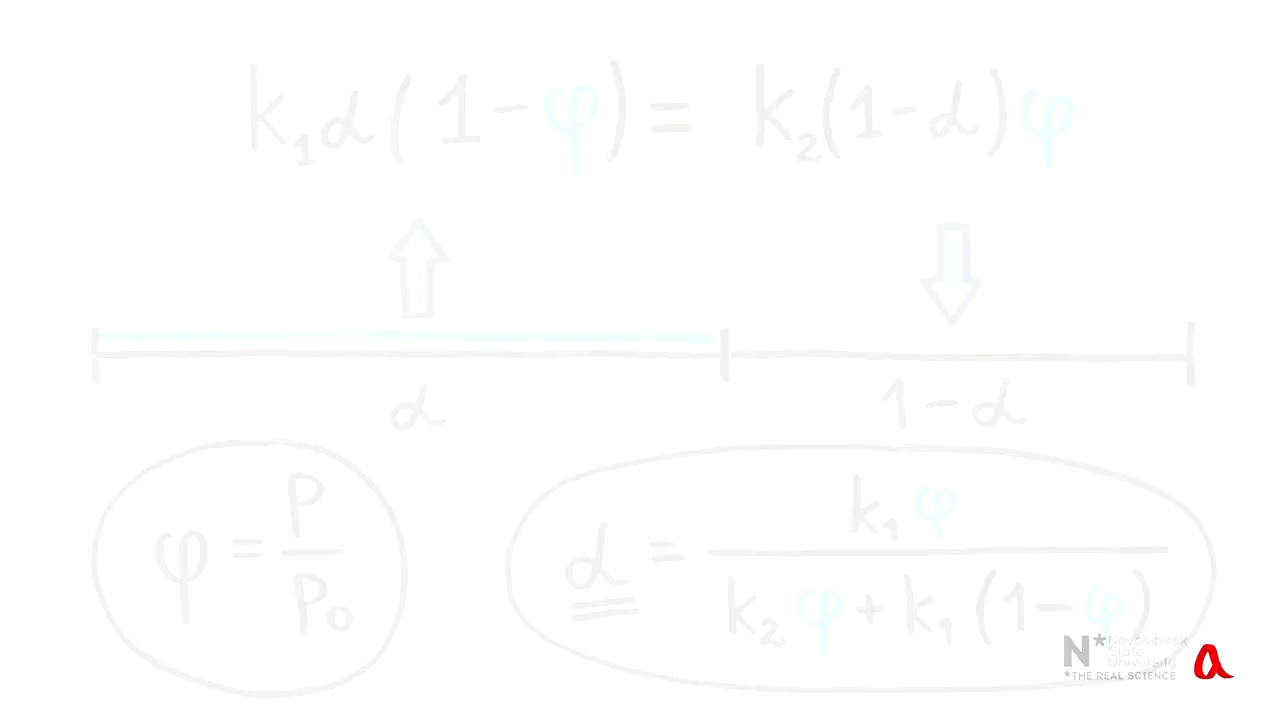 k₁α(1-φ) = k₂(1-α)φ
α 1-α
φ = P/P₀ α = k₁φ / k₂φ+k₁(1-φ)
N* Novosibirsk
State
University
*THE REAL SCIENCE
a